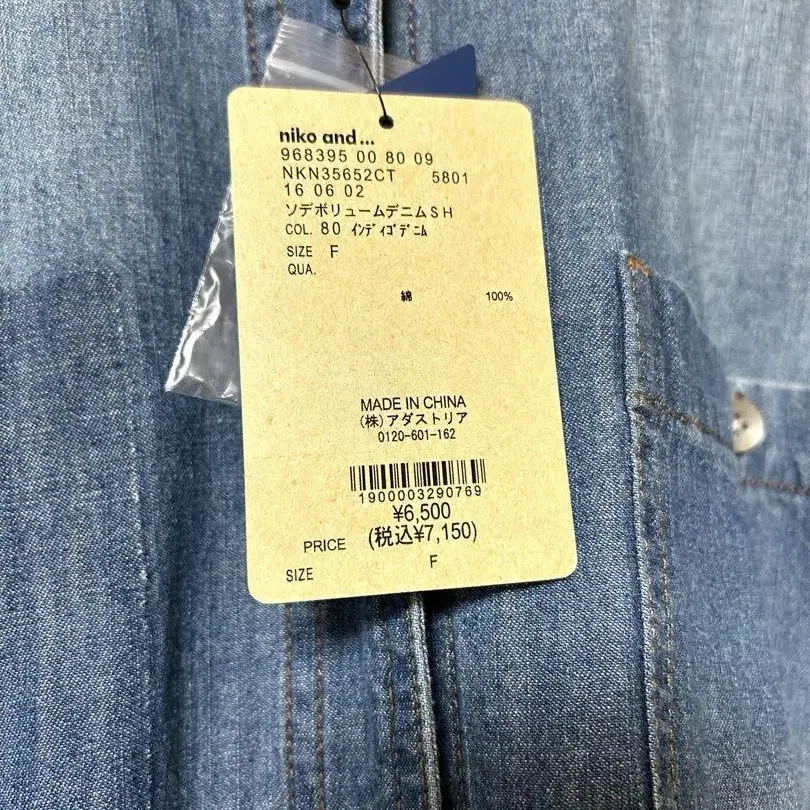 niko and...
968395 00 80 09
NKN35652CT 5801
16 06 02
ソデボリュームデニムSH
COL. 80 ｲﾝﾃﾞｨｺﾞﾃﾞﾆﾑ
SIZE F
QUA.
綿 100%
MADE IN CHINA
(株)アダストリア
0120-601-162
1900003290769
¥6,500
PRICE (税込¥7,150)
SIZE F